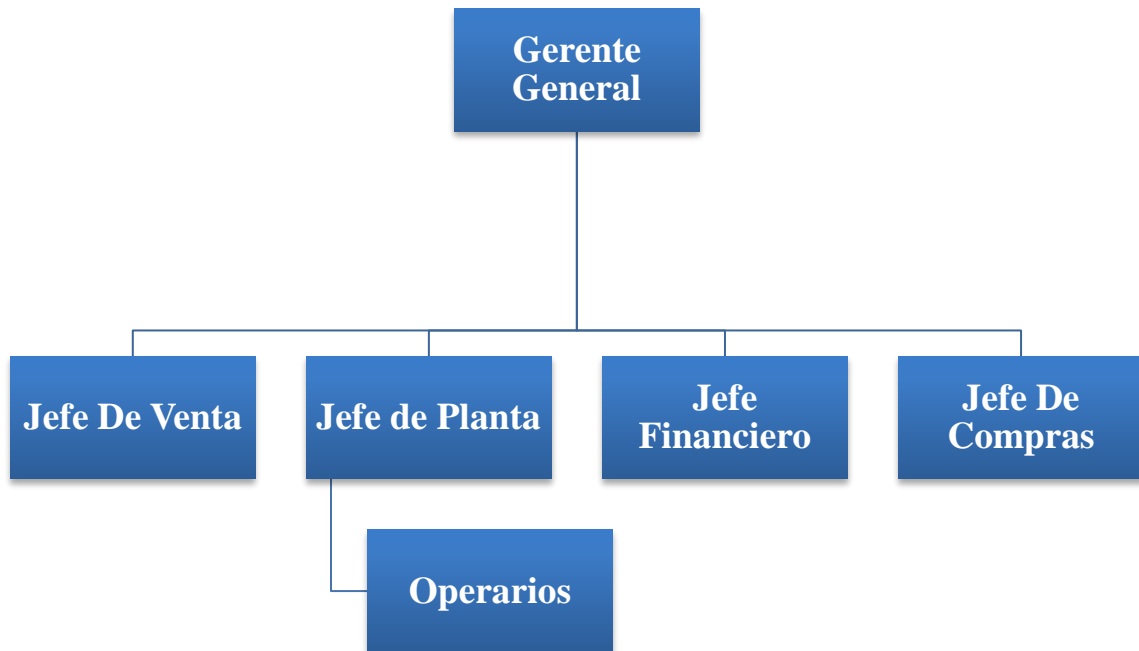 Gerente
General
Jefe De Venta
Jefe de Planta
Jefe
Financiero
Jefe De
Compras
Operarios